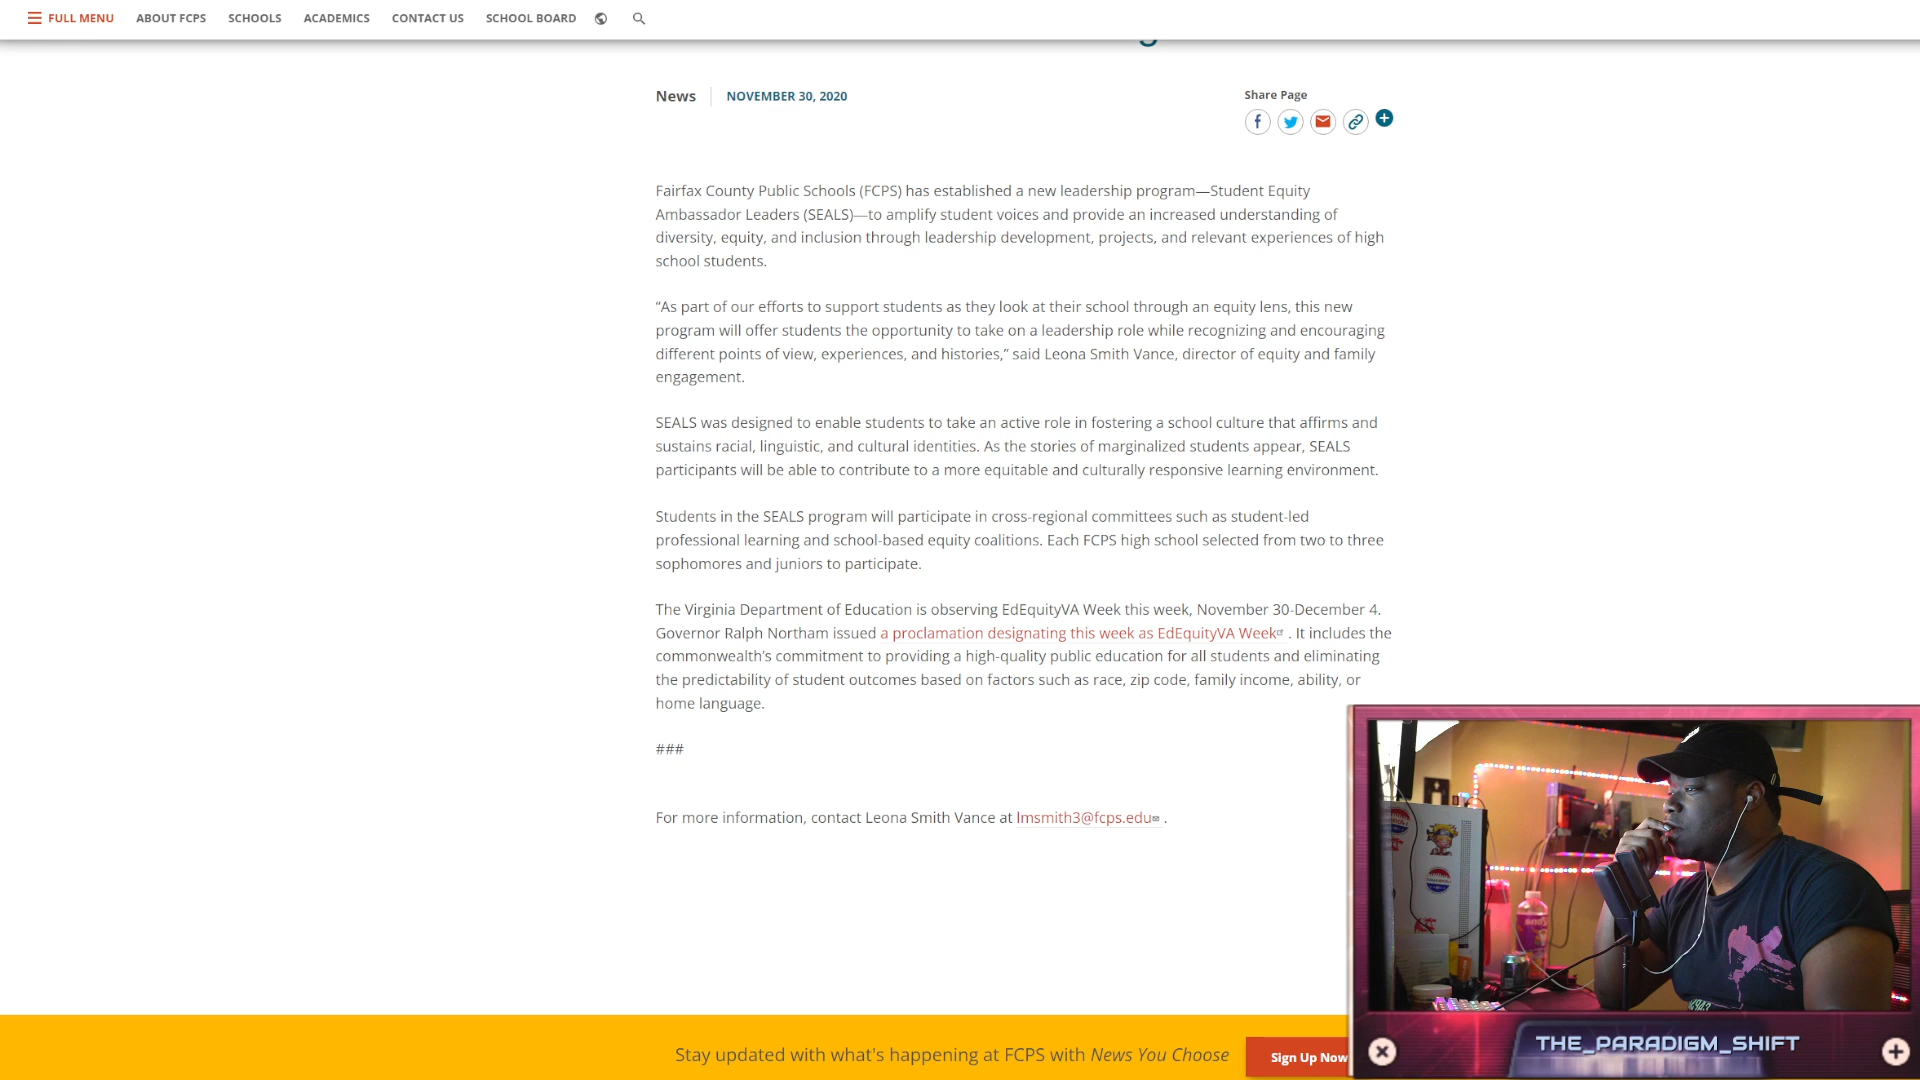 FULL MENU ABOUT FCPS SCHOOLS ACADEMICS CONTACT US SCHOOL BOARD
News NOVEMBER 30, 2020
Share Page
Fairfax County Public Schools (FCPS) has established a new leadership program—Student Equity
Ambassador Leaders (SEALS)—to amplify student voices and provide an increased understanding of
diversity, equity, and inclusion through leadership development, projects, and relevant experiences of high
school students.
“As part of our efforts to support students as they look at their school through an equity lens, this new
program will offer students the opportunity to take on a leadership role while recognizing and encouraging
different points of view, experiences, and histories,” said Leona Smith Vance, director of equity and family
engagement.
SEALS was designed to enable students to take an active role in fostering a school culture that affirms and
sustains racial, linguistic, and cultural identities. As the stories of marginalized students appear, SEALS
participants will be able to contribute to a more equitable and culturally responsive learning environment.
Students in the SEALS program will participate in cross-regional committees such as student-led
professional learning and school-based equity coalitions. Each FCPS high school selected from two to three
sophomores and juniors to participate.
The Virginia Department of Education is observing EdEquityVA Week this week, November 30-December 4.
Governor Ralph Northam issued a proclamation designating this week as EdEquityVA Week . It includes the
commonwealth’s commitment to providing a high-quality public education for all students and eliminating
the predictability of student outcomes based on factors such as race, zip code, family income, ability, or
home language.
###
For more information, contact Leona Smith Vance at lmsmith3@fcps.edu .
Stay updated with what's happening at FCPS with News You Choose
Sign Up Now
THE_PARADIGM_SHIFT